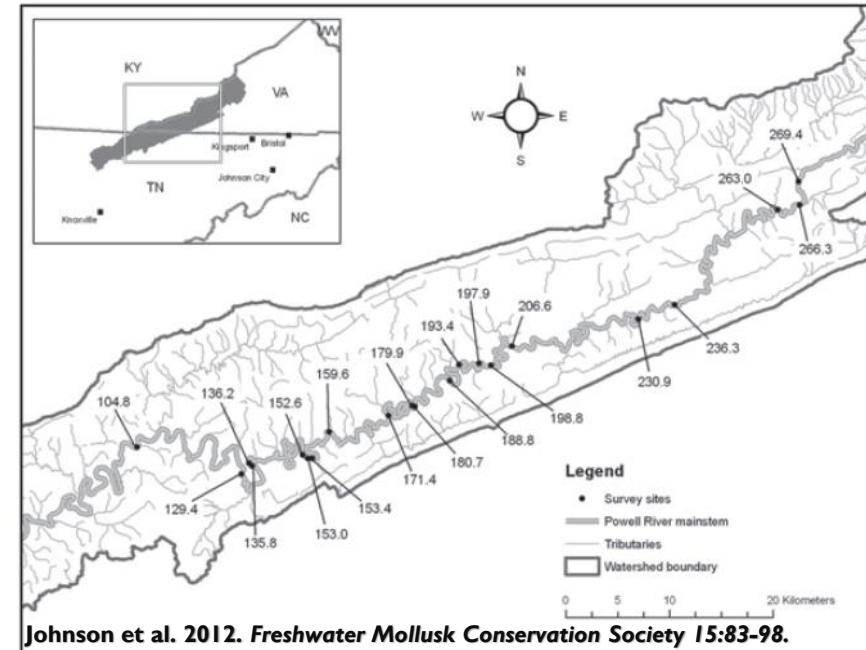 WV
KY
VA
Kingsport
Bristol
Johnson City
TN
NC
Knoxville
N
W
E
S
269.4
263.0
266.3
197.9
206.6
193.4
179.9
159.6
236.3
230.9
198.8
188.8
180.7
171.4
104.8
136.2
152.6
129.4
135.8
153.0
153.4
Legend
Survey sites
Powell River mainstem
Tributaries
Watershed boundary
0 5 10 20 Kilometers
Johnson et al. 2012. Freshwater Mollusk Conservation Society 15:83-98.